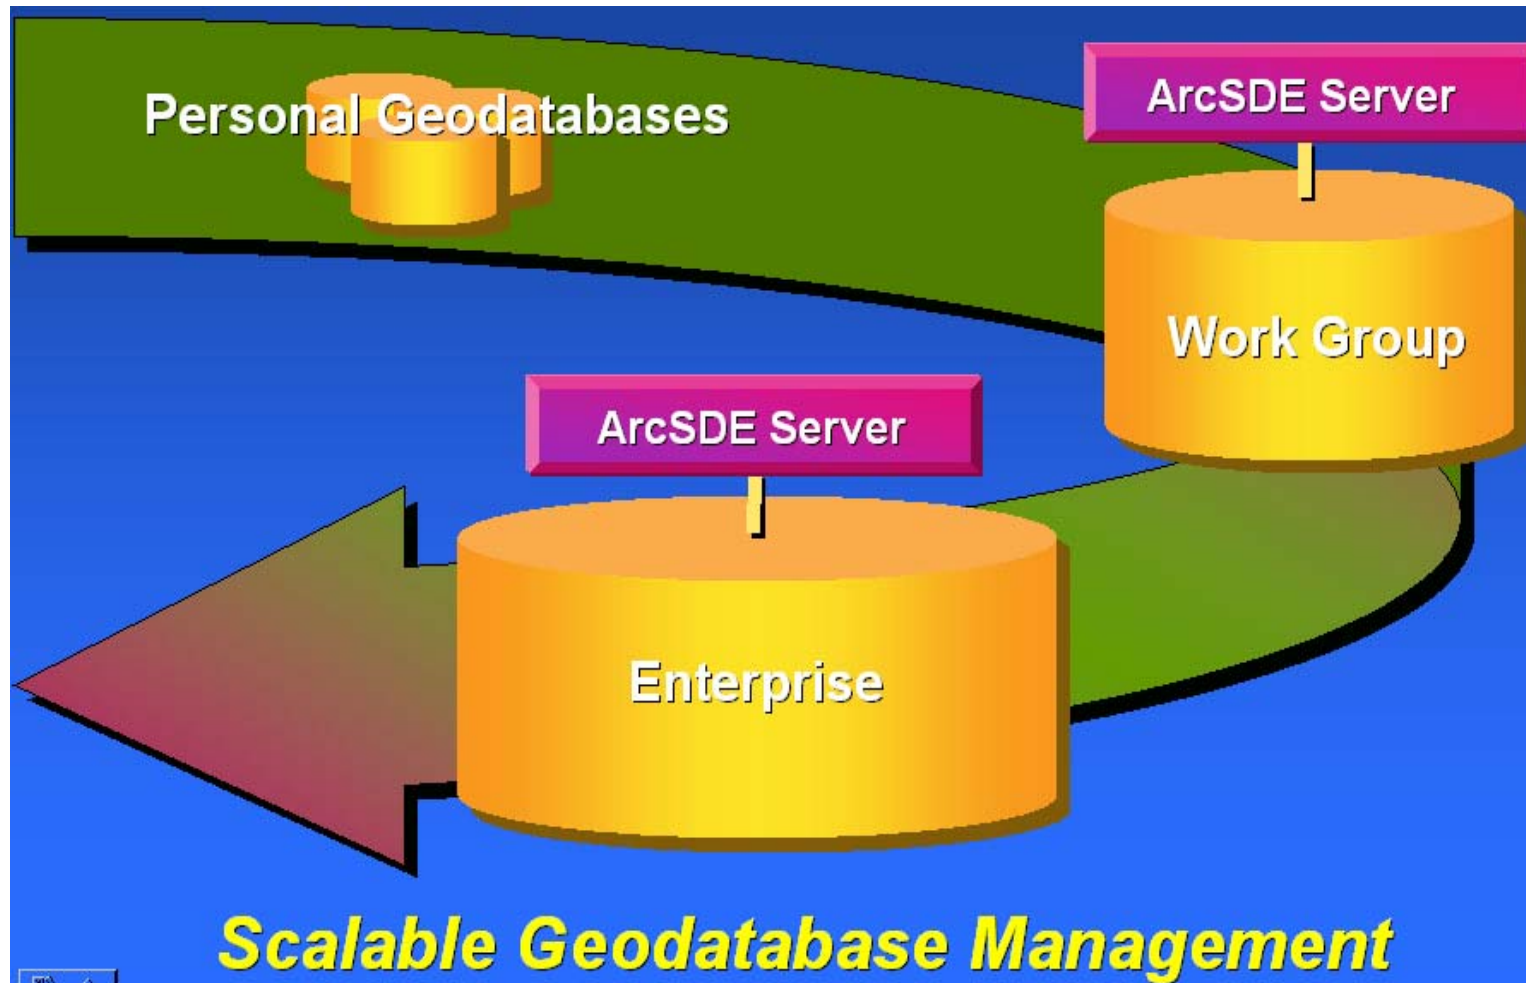 Personal Geodatabases
ArcSDE Server
Work Group
ArcSDE Server
Enterprise
Scalable Geodatabase Management